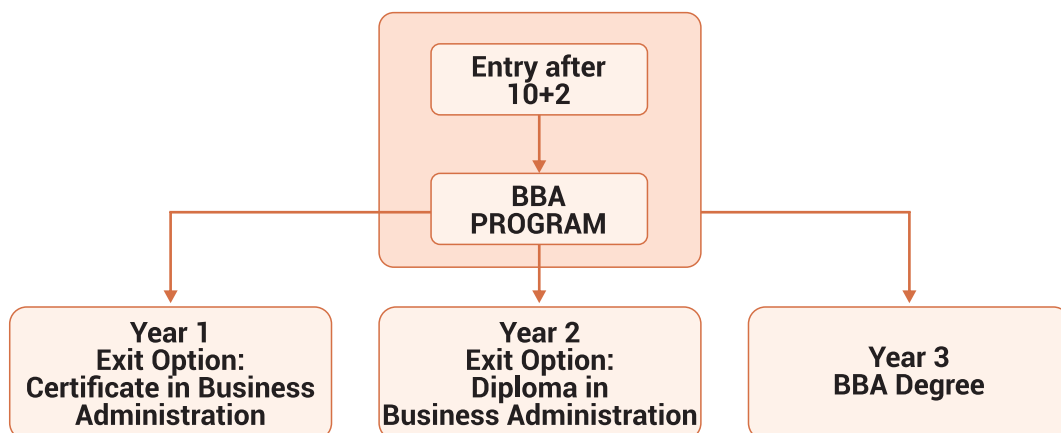 Entry after
10+2
BBA
PROGRAM
Year 1
Exit Option:
Certificate in Business
Administration
Year 2
Exit Option:
Diploma in
Business Administration
Year 3
BBA Degree